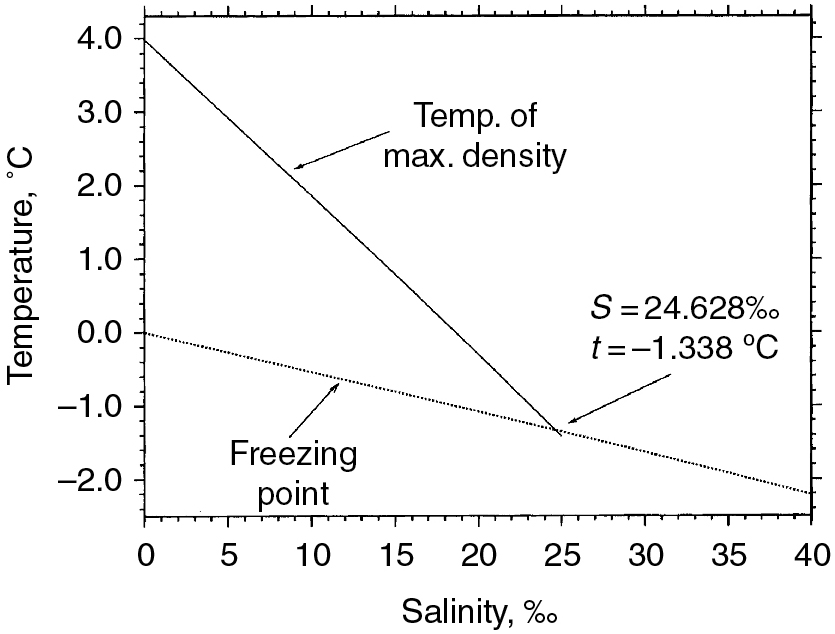 4.0
3.0
2.0
1.0
0.0
−1.0
−2.0
Temperature, °C
Temp. of
max. density
S = 24.628‰
t = −1.338 °C
Freezing
point
0 5 10 15 20 25 30 35 40
Salinity, ‰